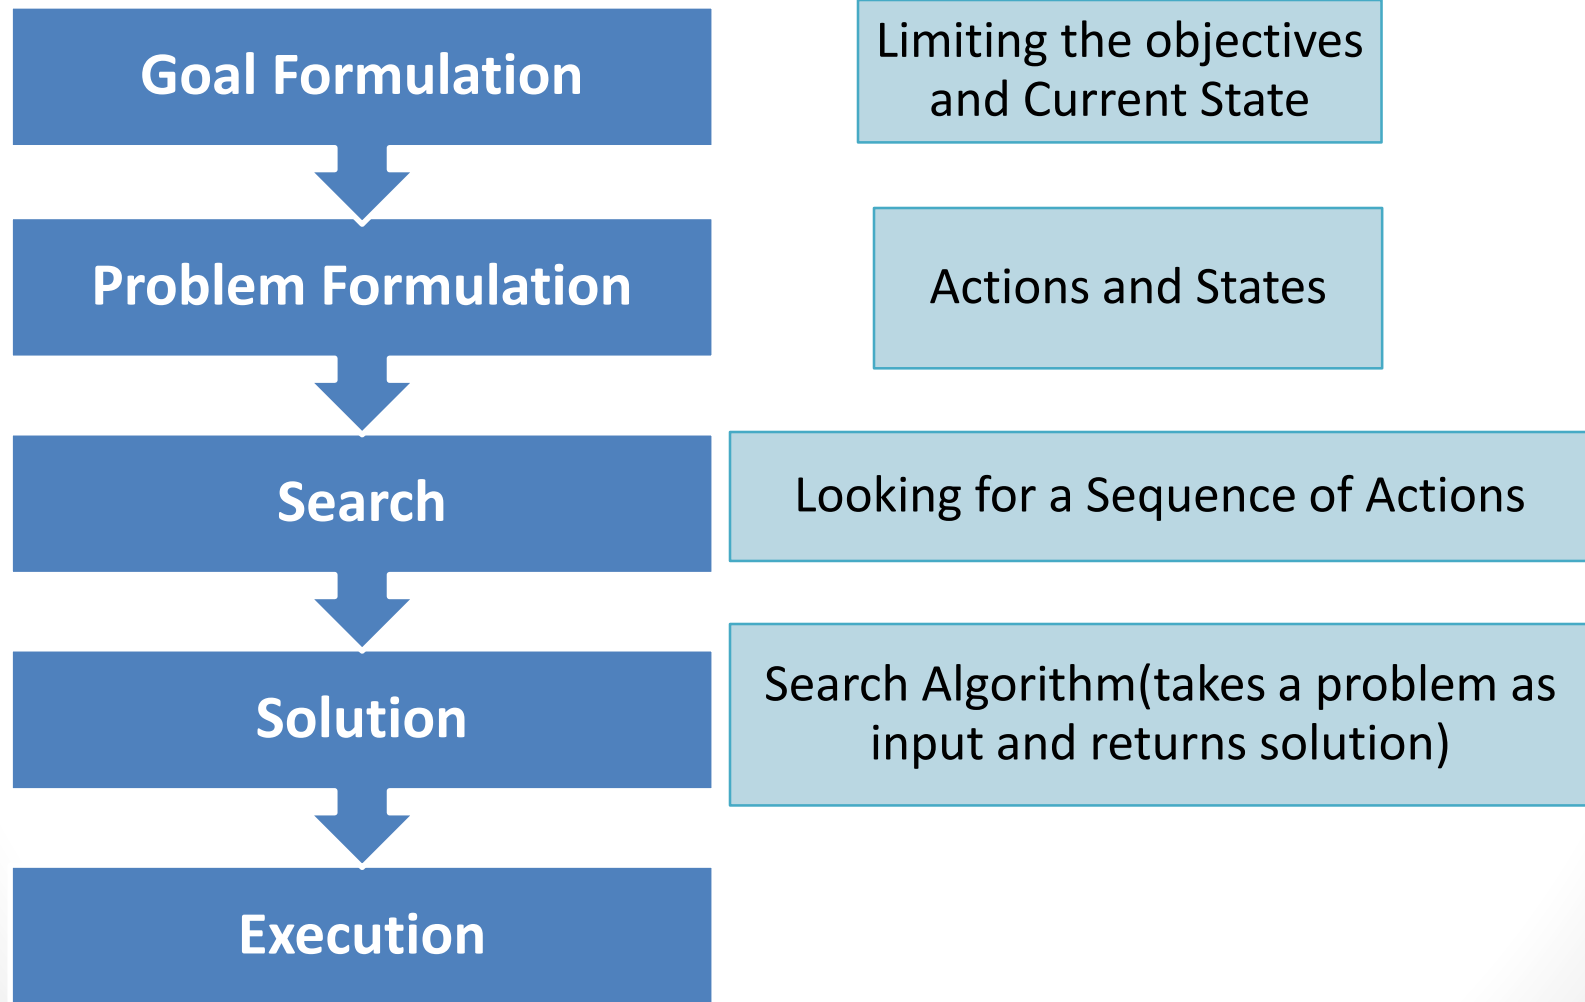 Goal Formulation
Limiting the objectives
and Current State
Problem Formulation
Actions and States
Search
Looking for a Sequence of Actions
Solution
Search Algorithm(takes a problem as
input and returns solution)
Execution